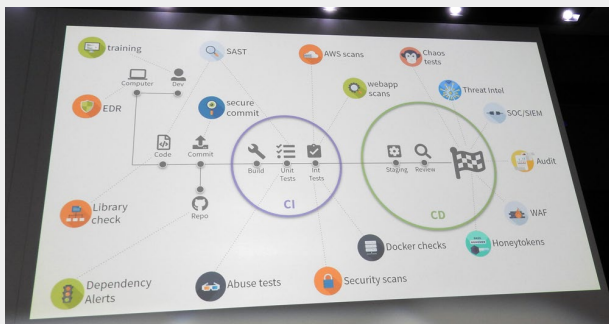 training
SAST
AWS scans
Chaos
tests
Computer
Dev
webapp
scans
Threat Intel
EDR
secure
commit
SOC/SIEM
Code
Commit
Build
Unit
Tests
Int
Tests
Staging
Review
Audit
Library
check
Repo
CI
CD
WAF
Docker checks
Honeytokens
Dependency
Alerts
Abuse tests
Security scans